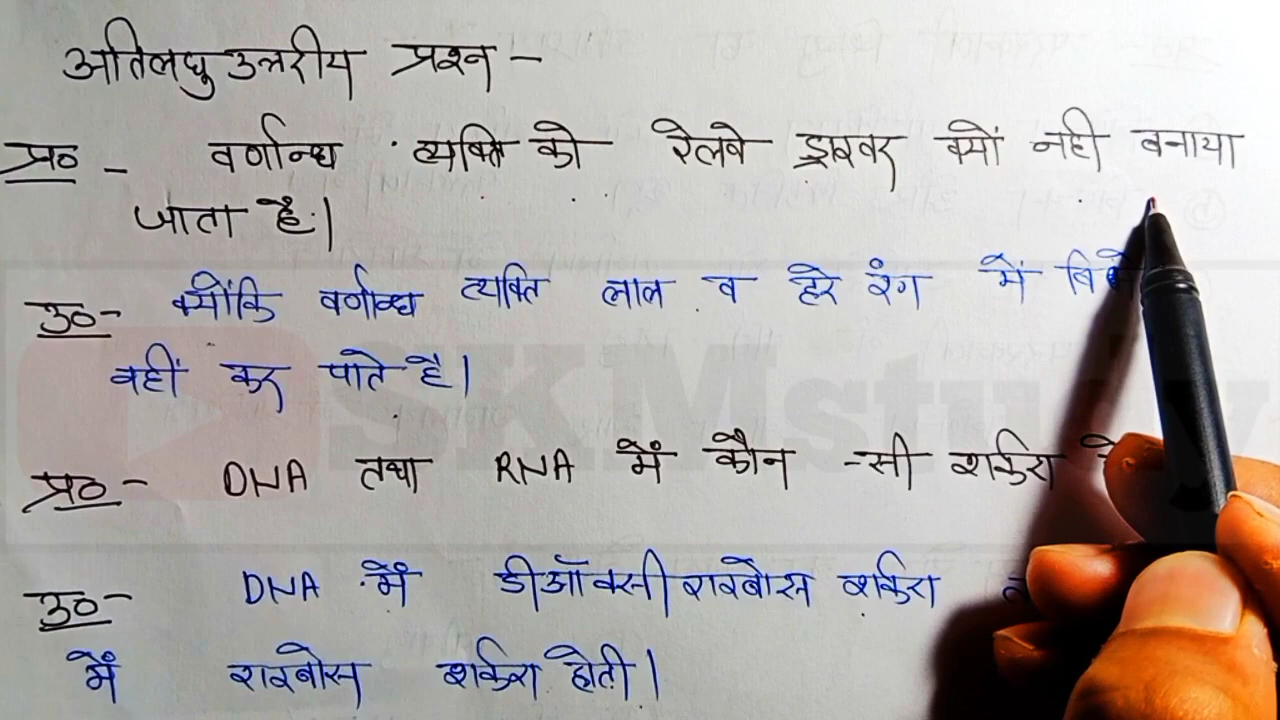 अतिलघु उत्तरीय प्रश्न -
प्र० - वर्णान्ध व्यक्ति को रेलवे ड्राइवर क्यों नही बनाया
जाता है।
उ० - क्योंकि वर्णान्ध व्यक्ति लाल व हरे रंग में
नहीं कर पाते है।
SKMstudy
प्र० - DNA तथा RNA में कौन -सी शर्करा
उ० - DNA में डीऑक्सीराइबोस शर्करा
में राइबोस शर्करा होती।